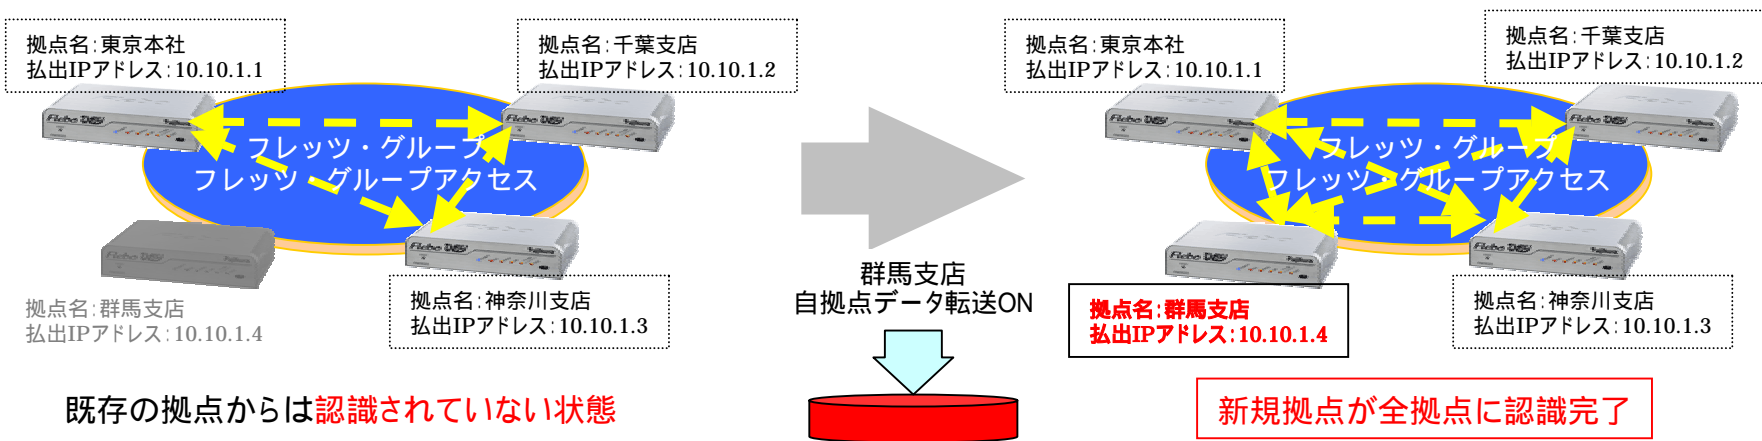 拠点名:東京本社
払出IPアドレス:10.10.1.1
拠点名:千葉支店
払出IPアドレス:10.10.1.2
フレッツ・グループ
フレッツ・グループアクセス
拠点名:群馬支店
払出IPアドレス:10.10.1.4
拠点名:神奈川支店
払出IPアドレス:10.10.1.3
既存の拠点からは認識されていない状態
群馬支店
自拠点データ転送ON
拠点名:東京本社
払出IPアドレス:10.10.1.1
拠点名:千葉支店
払出IPアドレス:10.10.1.2
フレッツ・グループ
フレッツ・グループアクセス
拠点名:群馬支店
払出IPアドレス:10.10.1.4
拠点名:神奈川支店
払出IPアドレス:10.10.1.3
新規拠点が全拠点に認識完了